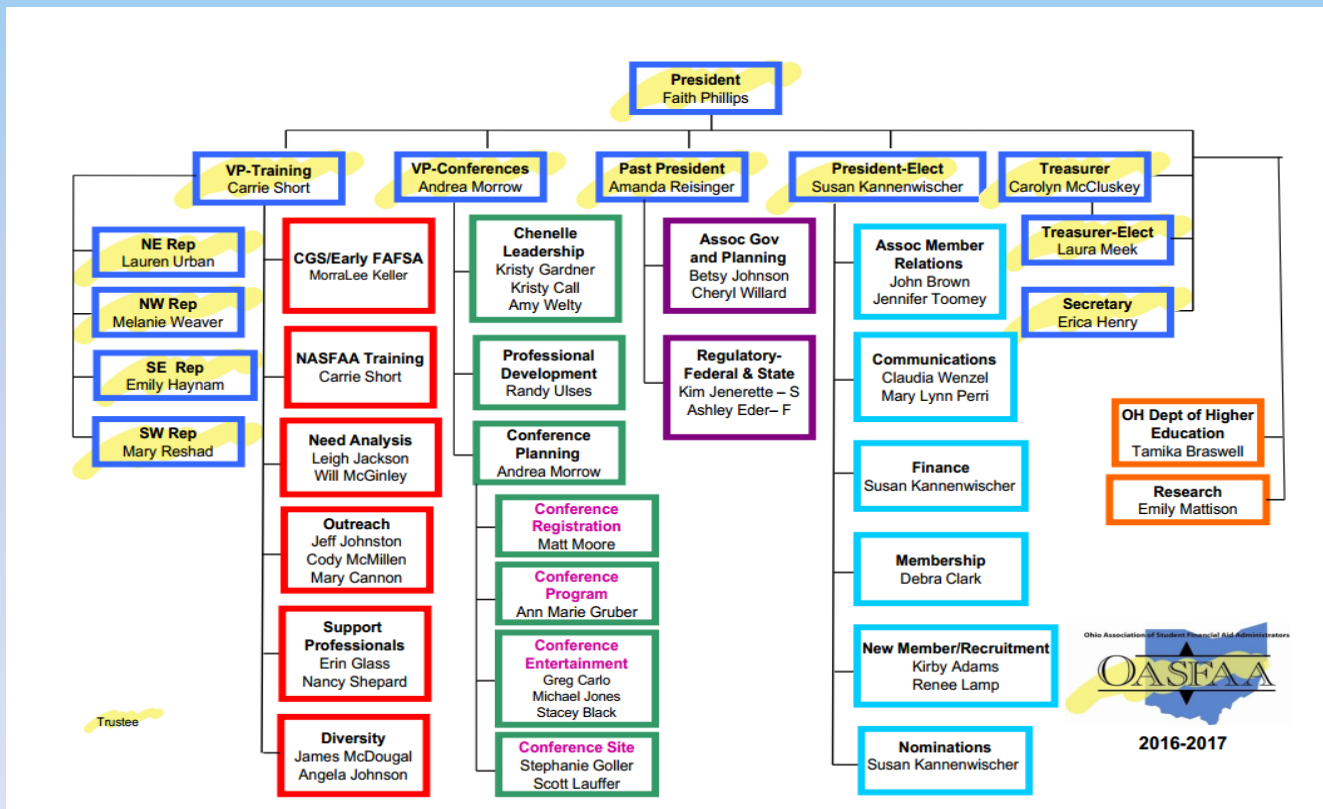 President
Faith Phillips
VP-Training
Carrie Short
VP-Conferences
Andrea Morrow
Past President
Amanda Reisinger
President-Elect
Susan Kannenwischer
Treasurer
Carolyn McCluskey
Treasurer-Elect
Laura Meek
Secretary
Erica Henry
NE Rep
Lauren Urban
NW Rep
Melanie Weaver
SE Rep
Emily Haynam
SW Rep
Mary Reshad
CGS/Early FAFSA
MorraLee Keller
NASFAA Training
Carrie Short
Need Analysis
Leigh Jackson
Will McGinley
Outreach
Jeff Johnston
Cody McMillen
Mary Cannon
Support
Professionals
Erin Glass
Nancy Shepard
Diversity
James McDougal
Angela Johnson
Chenelle
Leadership
Kristy Gardner
Kristy Call
Amy Welty
Professional
Development
Randy Ulses
Conference
Planning
Andrea Morrow
Conference
Registration
Matt Moore
Conference
Program
Ann Marie Gruber
Conference
Entertainment
Greg Carlo
Michael Jones
Stacey Black
Conference Site
Stephanie Goller
Scott Lauffer
Assoc Gov
and Planning
Betsy Johnson
Cheryl Willard
Regulatory-
Federal & State
Kim Jenerette – S
Ashley Eder– F
Assoc Member
Relations
John Brown
Jennifer Toomey
Communications
Claudia Wenzel
Mary Lynn Perri
Finance
Susan Kannenwischer
Membership
Debra Clark
New Member/Recruitment
Kirby Adams
Renee Lamp
Nominations
Susan Kannenwischer
OH Dept of Higher
Education
Tamika Braswell
Research
Emily Mattison
Trustee
Ohio Association of Student Financial Aid Administrators
OASFAA
2016-2017